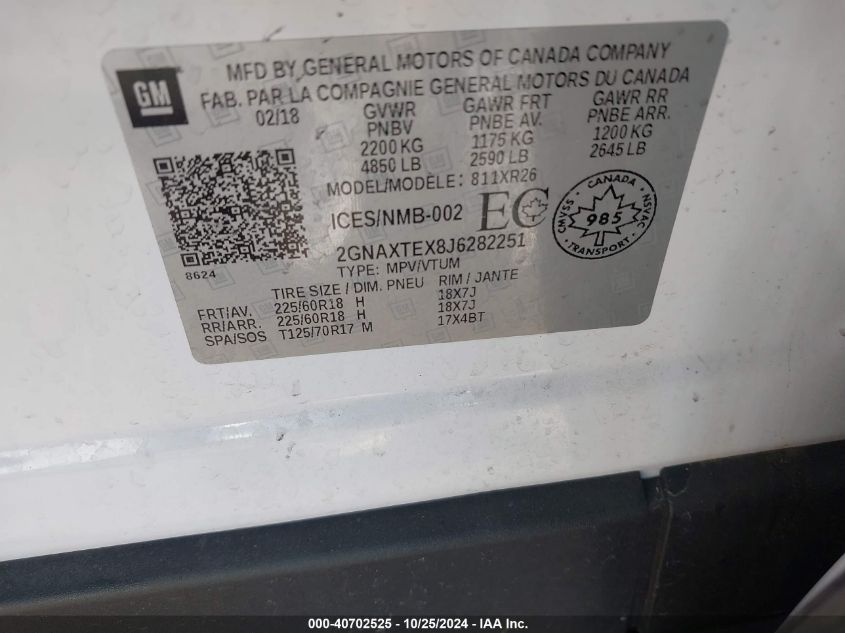 GM
MFD BY GENERAL MOTORS OF CANADA COMPANY
FAB. PAR LA COMPAGNIE GENERAL MOTORS DU CANADA
02/18 GVWR GAWR FRT GAWR RR
PNBV PNBE AV. PNBE ARR.
2200 KG 1175 KG 1200 KG
4850 LB 2590 LB 2645 LB
MODEL/MODÈLE: 811XR26
ICES/NMB-002 EC
CANADA
CMVSS 985 NSVAC
TRANSPORT
2GNAXTEX8J6282251
8624
TYPE: MPV/VTUM
TIRE SIZE / DIM. PNEU RIM / JANTE
FRT/AV. 225/60R18 H 18X7J
RR/ARR. 225/60R18 H 18X7J
SPA/SOS T125/70R17 M 17X4BT
000-40702525 - 10/25/2024 - IAA Inc.